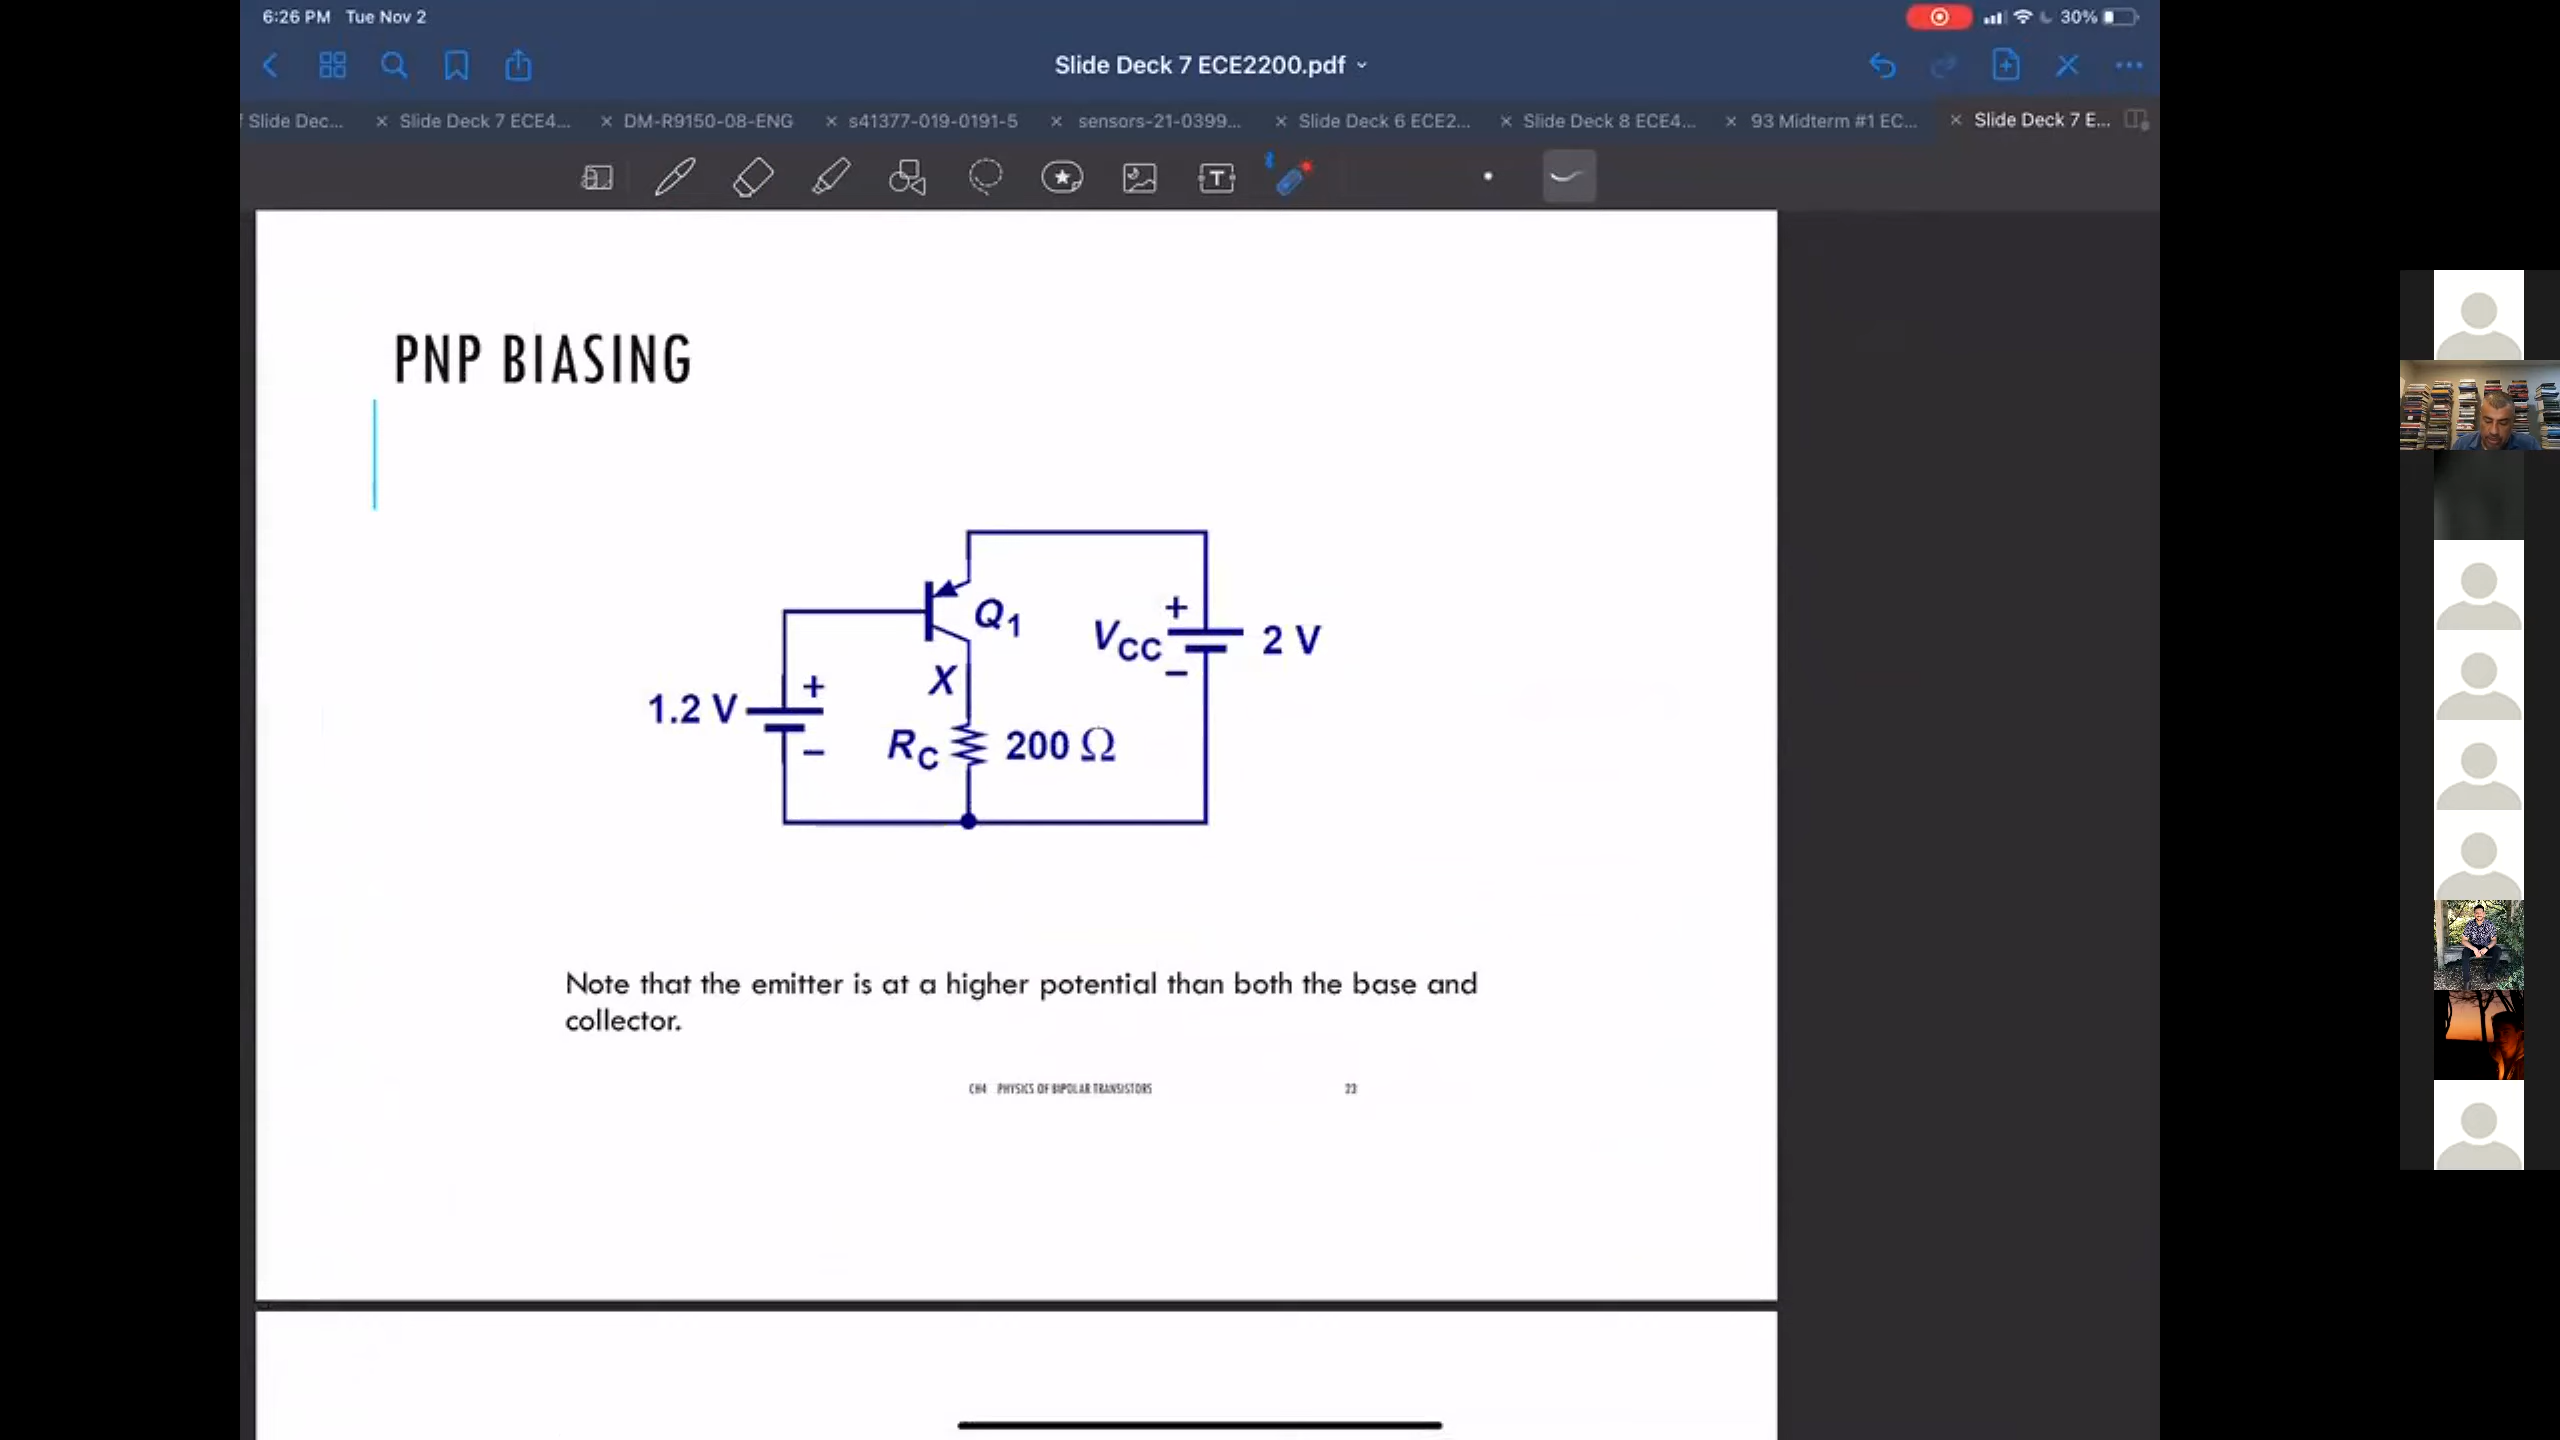 6:26 PM Tue Nov 2
30%
Slide Deck 7 ECE2200.pdf
f Slide Dec...
Slide Deck 7 ECE4...
DM-R9150-08-ENG
s41377-019-0191-5
sensors-21-0399...
Slide Deck 6 ECE2...
Slide Deck 8 ECE4...
93 Midterm #1 EC...
Slide Deck 7 E...
T
PNP BIASING
Q1
+
VCC
2 V
−
X
+
1.2 V
−
RC
200 Ω
Note that the emitter is at a higher potential than both the base and
collector.
CH4 PHYSICS OF BIPOLAR TRANSISTORS 23